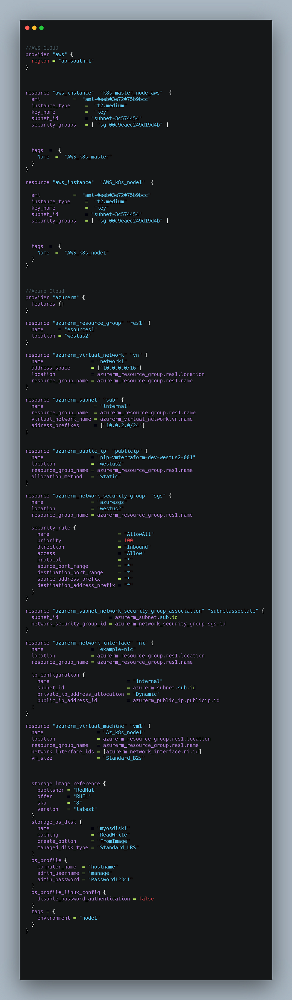 //AWS CLOUD
provider "aws" {
  region = "ap-south-1"
}
resource "aws_instance"  "k8s_master_node_aws"  {
  ami           =  "ami-0eeb03e72075b9bcc"
  instance_type     =  "t2.medium"
  key_name          =  "key"
  subnet_id         = "subnet-3c574454"
  security_groups   = [ "sg-00c9eaec249d19d4b" ]
  tags  =  {
    Name  =  "AWS_k8s_master"
  }
}
resource "aws_instance"  "AWS_k8s_node1"  {
  ami           =  "ami-0eeb03e72075b9bcc"
  instance_type     =  "t2.medium"
  key_name          =  "key"
  subnet_id         = "subnet-3c574454"
  security_groups   = [ "sg-00c9eaec249d19d4b" ]
  tags  =  {
    Name  =  "AWS_k8s_node1"
  }
}
//Azure Cloud
provider "azurerm" {
  features {}
}
resource "azurerm_resource_group" "res1" {
  name     = "esources1"
  location = "westus2"
}
resource "azurerm_virtual_network" "vn" {
  name                = "network1"
  address_space       = ["10.0.0.0/16"]
  location            = azurerm_resource_group.res1.location
  resource_group_name = azurerm_resource_group.res1.name
}
resource "azurerm_subnet" "sub" {
  name                 = "internal"
  resource_group_name  = azurerm_resource_group.res1.name
  virtual_network_name = azurerm_virtual_network.vn.name
  address_prefixes     = ["10.0.2.0/24"]
}
resource "azurerm_public_ip" "publicip" {
  name                = "pip-vmterraform-dev-westus2-001"
  location            = "westus2"
  resource_group_name = azurerm_resource_group.res1.name
  allocation_method   = "Static"
}
resource "azurerm_network_security_group" "sgs" {
  name                = "azuresgs"
  location            = "westus2"
  resource_group_name = azurerm_resource_group.res1.name
  security_rule {
    name                       = "AllowAll"
    priority                   = 100
    direction                  = "Inbound"
    access                     = "Allow"
    protocol                   = "*"
    source_port_range          = "*"
    destination_port_range     = "*"
    source_address_prefix      = "*"
    destination_address_prefix = "*"
  }
}
resource "azurerm_subnet_network_security_group_association" "subnetassociate" {
  subnet_id                 = azurerm_subnet.sub.id
  network_security_group_id = azurerm_network_security_group.sgs.id
}
resource "azurerm_network_interface" "ni" {
  name                = "example-nic"
  location            = azurerm_resource_group.res1.location
  resource_group_name = azurerm_resource_group.res1.name
  ip_configuration {
    name                          = "internal"
    subnet_id                     = azurerm_subnet.sub.id
    private_ip_address_allocation = "Dynamic"
    public_ip_address_id          = azurerm_public_ip.publicip.id
  }
}
resource "azurerm_virtual_machine" "vm1" {
  name                  = "Az_k8s_node1"
  location              = azurerm_resource_group.res1.location
  resource_group_name   = azurerm_resource_group.res1.name
  network_interface_ids = [azurerm_network_interface.ni.id]
  vm_size               = "Standard_B2s"
  storage_image_reference {
    publisher = "RedHat"
    offer     = "RHEL"
    sku       = "8"
    version   = "latest"
  }
  storage_os_disk {
    name              = "myosdisk1"
    caching           = "ReadWrite"
    create_option     = "FromImage"
    managed_disk_type = "Standard_LRS"
  }
  os_profile {
    computer_name  = "hostname"
    admin_username = "manage"
    admin_password = "Password1234!"
  }
  os_profile_linux_config {
    disable_password_authentication = false
  }
  tags = {
    environment = "node1"
  }
}